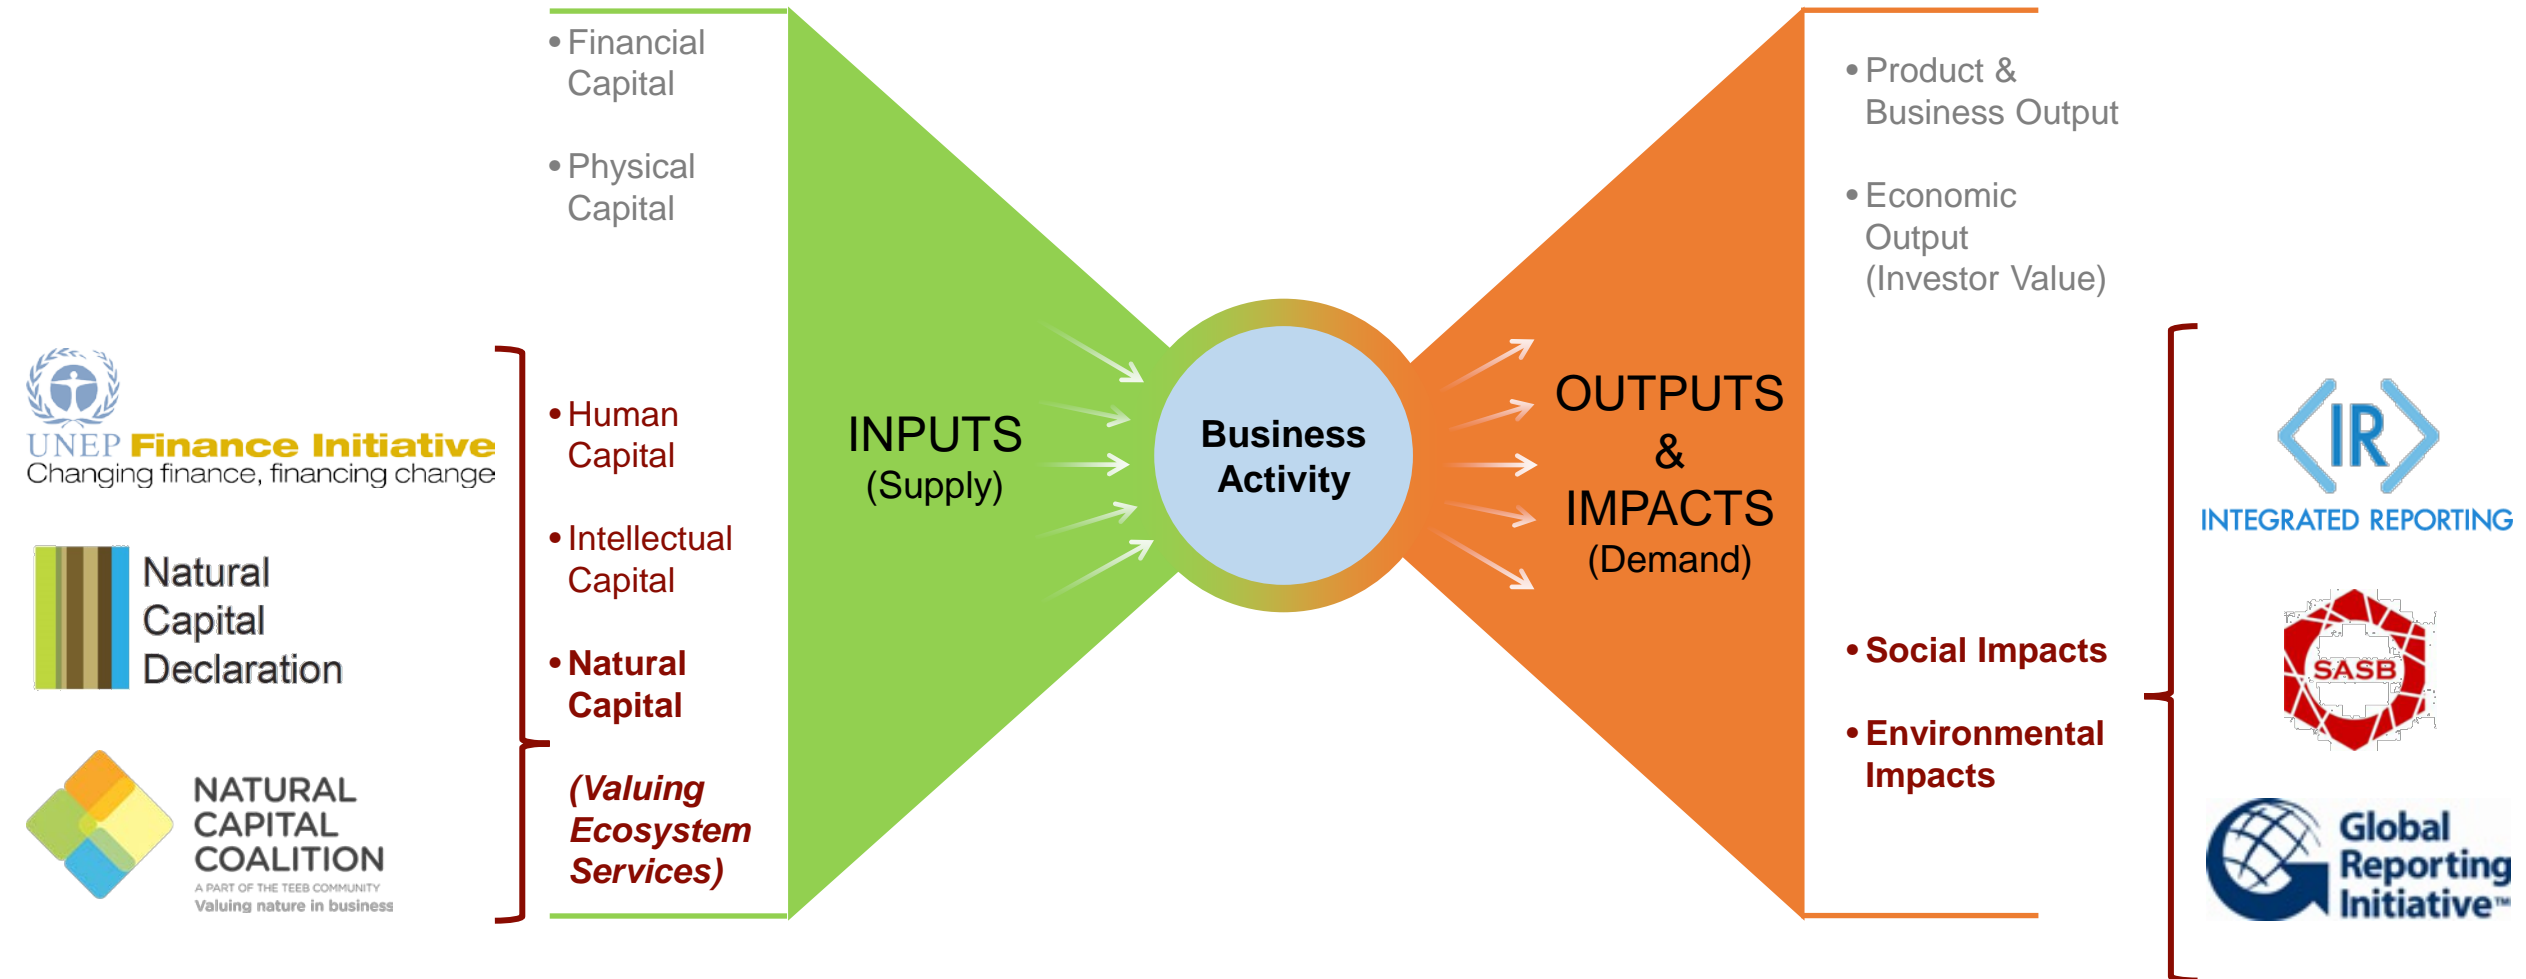 • Financial
Capital
• Physical
Capital
• Human
Capital
• Intellectual
Capital
• Natural
Capital
(Valuing
Ecosystem
Services)
UNEP Finance Initiative
Changing finance, financing change
Natural
Capital
Declaration
NATURAL
CAPITAL
COALITION
A PART OF THE TEEB COMMUNITY
Valuing nature in business
INPUTS
(Supply)
Business
Activity
OUTPUTS
&
IMPACTS
(Demand)
• Product &
Business Output
• Economic
Output
(Investor Value)
• Social Impacts
• Environmental
Impacts
<IR>
INTEGRATED REPORTING
SASB
Global
Reporting
Initiative™